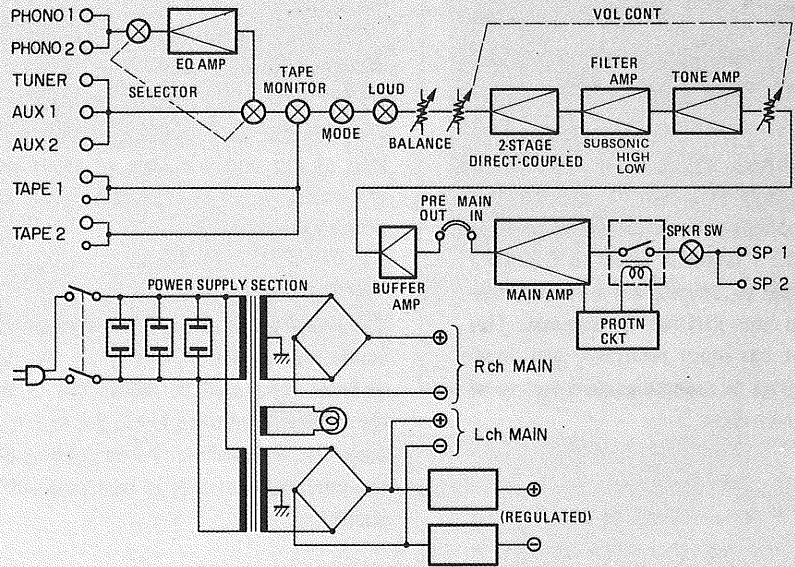 PHONO 1
PHONO 2
EQ AMP
TUNER
SELECTOR
TAPE
MONITOR
LOUD
AUX 1
MODE
BALANCE
AUX 2
TAPE 1
TAPE 2
VOL CONT
FILTER
AMP
TONE AMP
2-STAGE
DIRECT-COUPLED
SUBSONIC
HIGH
LOW
PRE
OUT
MAIN
IN
BUFFER
AMP
MAIN AMP
SPKR SW
SP 1
SP 2
PROTN
CKT
POWER SUPPLY SECTION
⊕
Rch MAIN
⊖
⊕
Lch MAIN
⊖
⊕
(REGULATED)
⊖